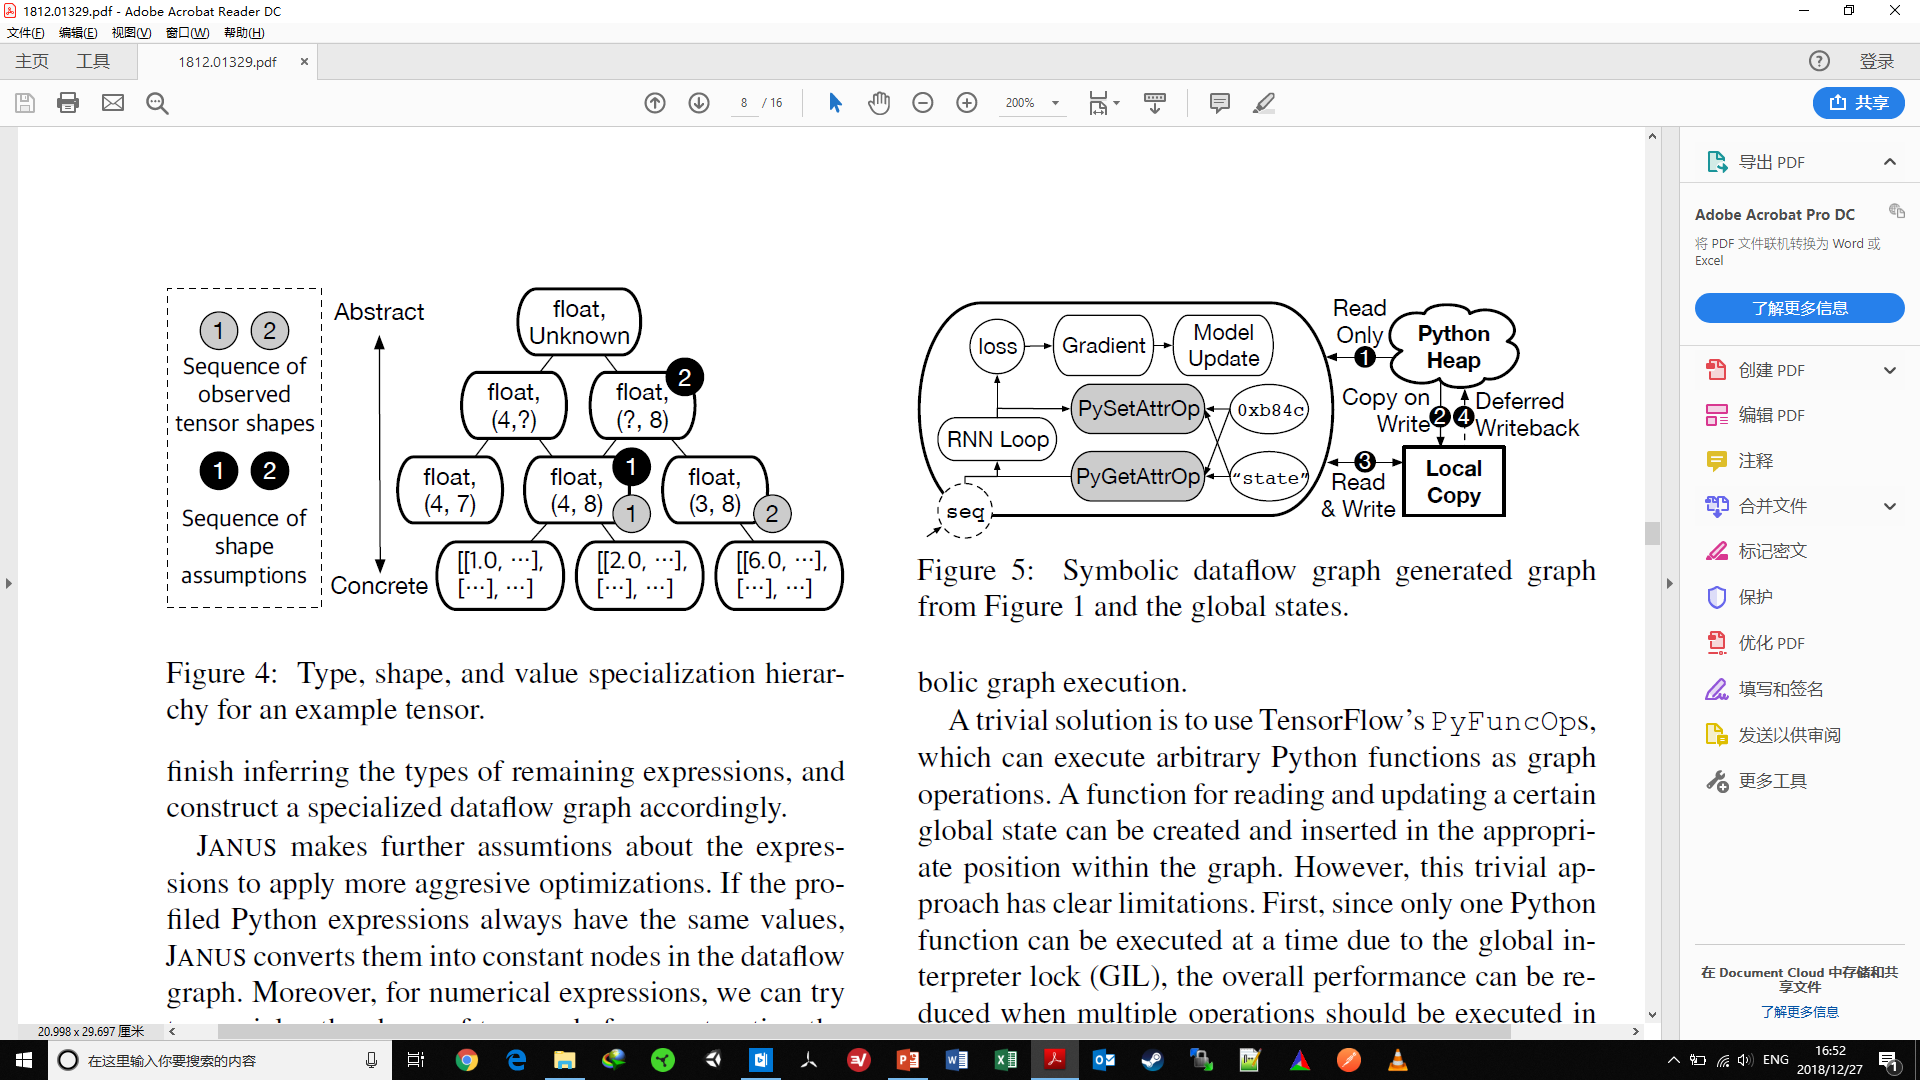 1812.01329.pdf - Adobe Acrobat Reader DC
文件(F) 编辑(E) 视图(V) 窗口(W) 帮助(H)
主页 工具 1812.01329.pdf × ? 登录
8 / 16 200% 共享
1 2
Sequence of
observed
tensor shapes
1 2
Sequence of
shape
assumptions
Abstract
Concrete
float,
Unknown
float,
(4,?)
float,
(?, 8)
2
float,
(4, 7)
float,
(4, 8)
1
1
float,
(3, 8)
2
[[1.0, ⋯],
[⋯], ⋯]
[[2.0, ⋯],
[⋯], ⋯]
[[6.0, ⋯],
[⋯], ⋯]
Figure 4: Type, shape, and value specialization hierar-
chy for an example tensor.
finish inferring the types of remaining expressions, and
construct a specialized dataflow graph accordingly.
JANUS makes further assumtions about the expres-
sions to apply more aggresive optimizations. If the pro-
filed Python expressions always have the same values,
JANUS converts them into constant nodes in the dataflow
graph. Moreover, for numerical expressions, we can try
loss
Gradient
Model
Update
PySetAttrOp
0xb84c
RNN Loop
PyGetAttrOp
“state”
seq
Read
Only
1
Python
Heap
Copy on
Write
2 4
Deferred
Writeback
3
Read
& Write
Local
Copy
Figure 5: Symbolic dataflow graph generated graph
from Figure 1 and the global states.
bolic graph execution.
A trivial solution is to use TensorFlow’s PyFuncOps,
which can execute arbitrary Python functions as graph
operations. A function for reading and updating a certain
global state can be created and inserted in the appropri-
ate position within the graph. However, this trivial ap-
proach has clear limitations. First, since only one Python
function can be executed at a time due to the global in-
terpreter lock (GIL), the overall performance can be re-
duced when multiple operations should be executed in
导出 PDF
Adobe Acrobat Pro DC
将 PDF 文件联机转换为 Word 或
Excel
了解更多信息
创建 PDF
编辑 PDF
注释
合并文件
标记密文
保护
优化 PDF
填写和签名
发送以供审阅
更多工具
在 Document Cloud 中存储和共
享文件
了解更多信息
20.998 x 29.697 厘米
在这里输入你要搜索的内容
ENG
16:52
2018/12/27
1